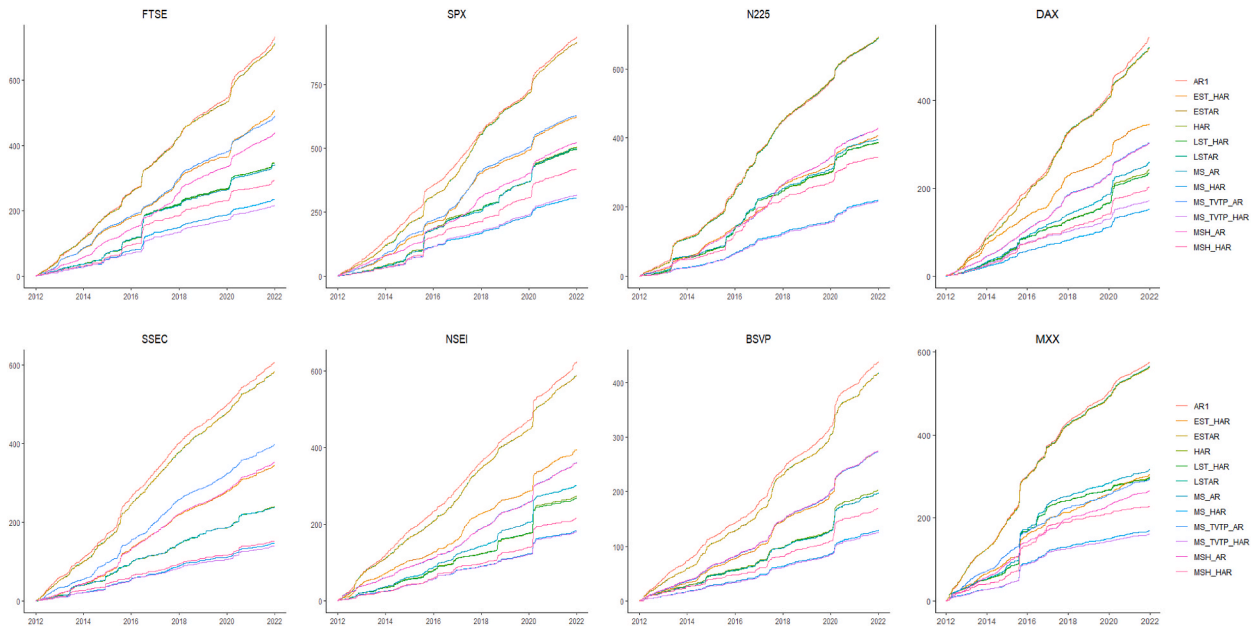 FTSE
SPX
N225
DAX
600
400
200
0
2012 2014 2016 2018 2020 2022
750
500
250
0
2012 2014 2016 2018 2020 2022
600
400
200
0
2012 2014 2016 2018 2020 2022
400
200
0
2012 2014 2016 2018 2020 2022
AR1
EST_HAR
ESTAR
HAR
LST_HAR
LSTAR
MS_AR
MS_HAR
MS_TVTP_AR
MS_TVTP_HAR
MSH_AR
MSH_HAR
SSEC
NSEI
BSVP
MXX
600
400
200
0
2012 2014 2016 2018 2020 2022
600
400
200
0
2012 2014 2016 2018 2020 2022
400
300
200
100
0
2012 2014 2016 2018 2020 2022
600
400
200
0
2012 2014 2016 2018 2020 2022
AR1
EST_HAR
ESTAR
HAR
LST_HAR
LSTAR
MS_AR
MS_HAR
MS_TVTP_AR
MS_TVTP_HAR
MSH_AR
MSH_HAR